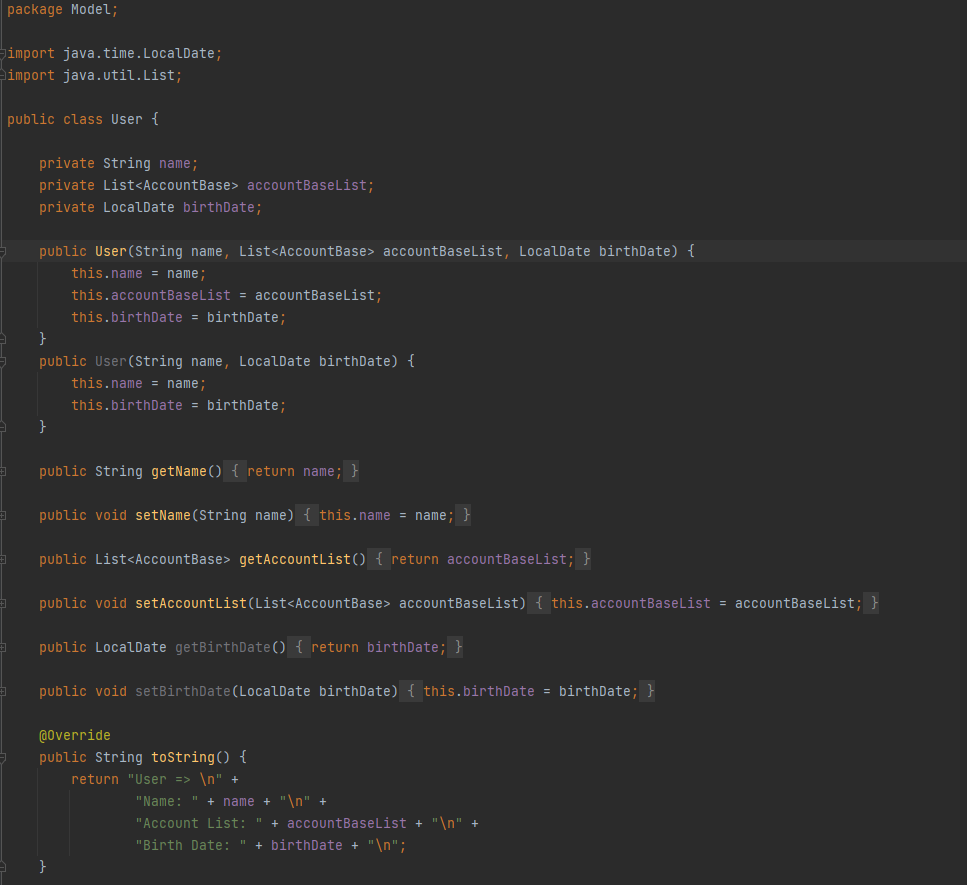 package Model;
import java.time.LocalDate;
import java.util.List;
public class User {
private String name;
private List<AccountBase> accountBaseList;
private LocalDate birthDate;
public User(String name, List<AccountBase> accountBaseList, LocalDate birthDate) {
this.name = name;
this.accountBaseList = accountBaseList;
this.birthDate = birthDate;
}
public User(String name, LocalDate birthDate) {
this.name = name;
this.birthDate = birthDate;
}
public String getName() { return name; }
public void setName(String name) { this.name = name; }
public List<AccountBase> getAccountList() { return accountBaseList; }
public void setAccountList(List<AccountBase> accountBaseList) { this.accountBaseList = accountBaseList; }
public LocalDate getBirthDate() { return birthDate; }
public void setBirthDate(LocalDate birthDate) { this.birthDate = birthDate; }
@Override
public String toString() {
return "User => \n" +
"Name: " + name + "\n" +
"Account List: " + accountBaseList + "\n" +
"Birth Date: " + birthDate + "\n";
}